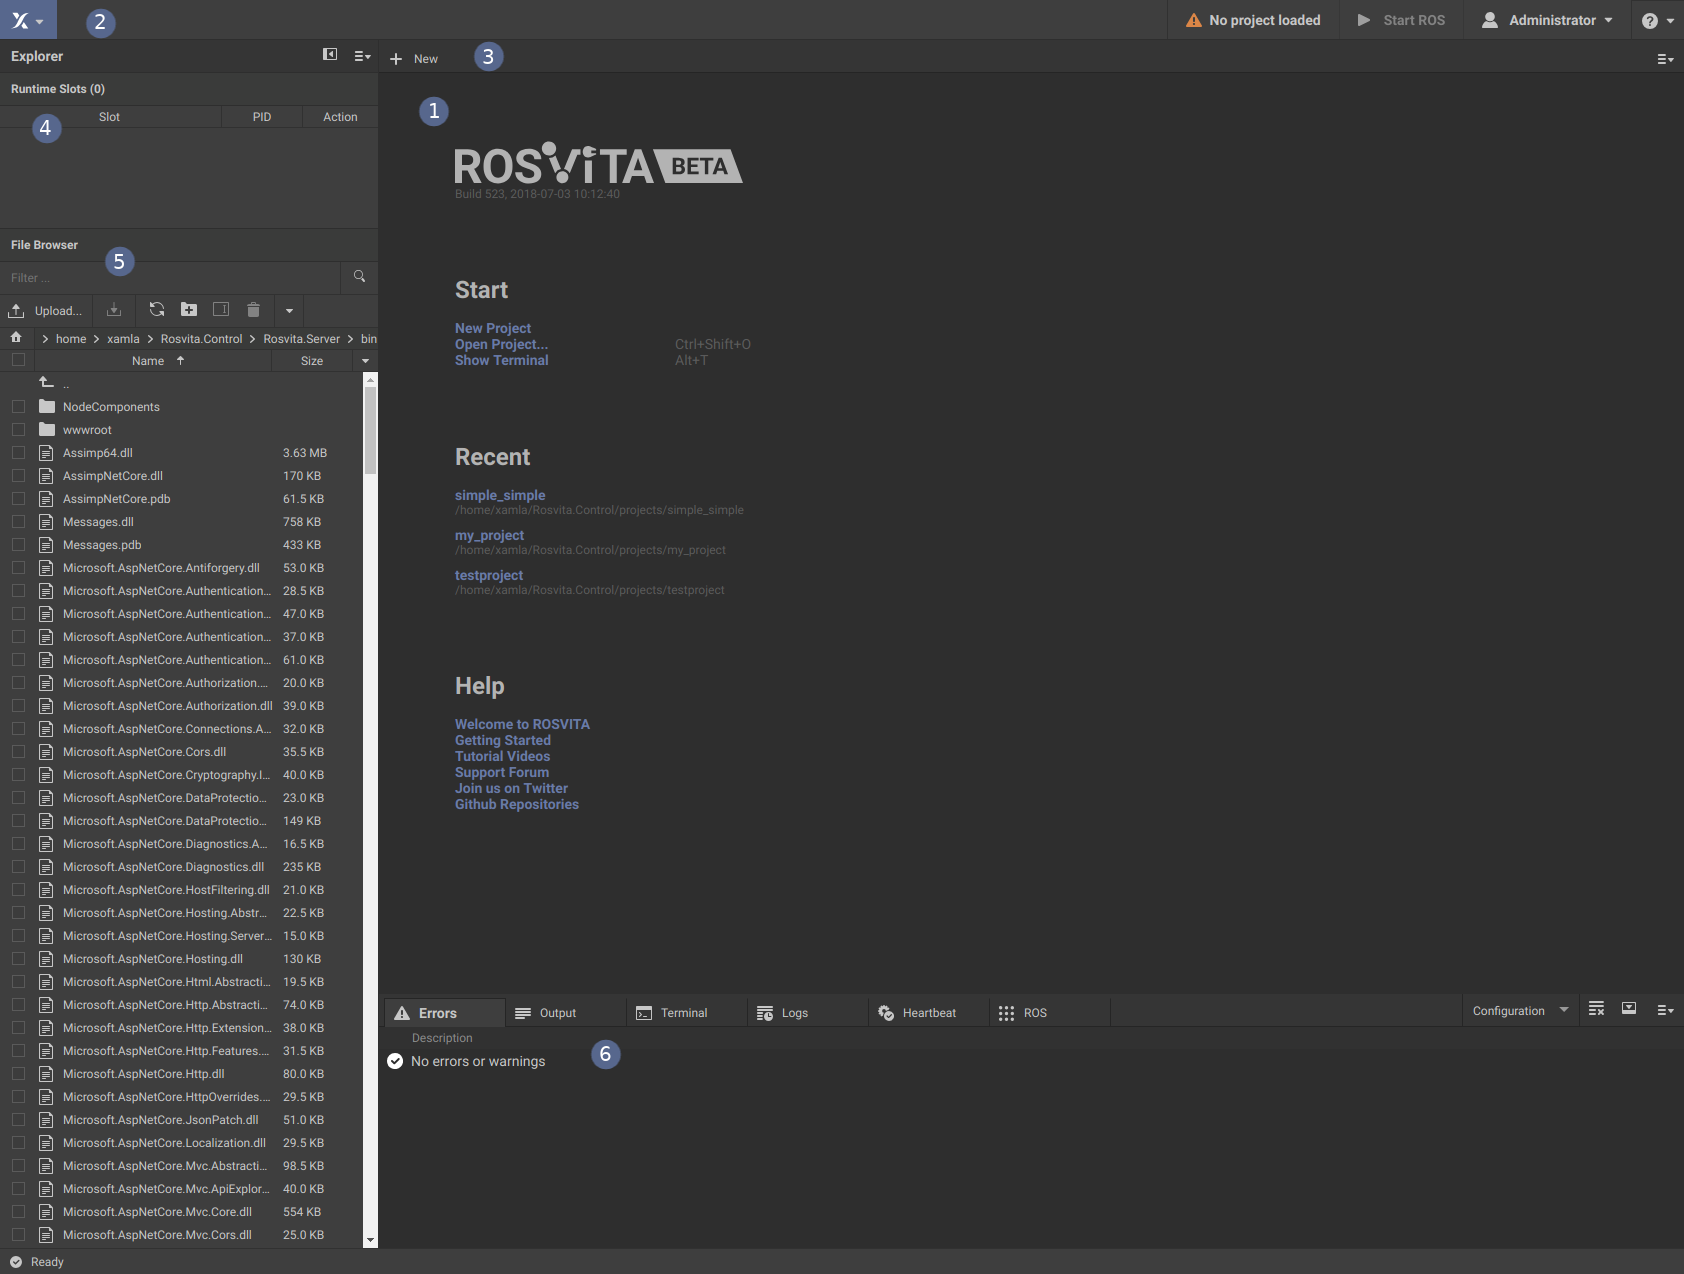 2
No project loaded
Start ROS
Administrator
Explorer
New
3
Runtime Slots (0)
Slot
PID
Action
4
1
ROSVITA BETA
Build 523, 2018-07-03 10:12:40
File Browser
5
Filter ...
Upload...
home
xamla
Rosvita.Control
Rosvita.Server
bin
Name
Size
..
NodeComponents
wwwroot
Assimp64.dll 3.63 MB
AssimpNetCore.dll 170 KB
AssimpNetCore.pdb 61.5 KB
Messages.dll 758 KB
Messages.pdb 433 KB
Microsoft.AspNetCore.Antiforgery.dll 53.0 KB
Microsoft.AspNetCore.Authentication... 28.5 KB
Microsoft.AspNetCore.Authentication... 47.0 KB
Microsoft.AspNetCore.Authentication... 37.0 KB
Microsoft.AspNetCore.Authentication... 61.0 KB
Microsoft.AspNetCore.Authorization.... 20.0 KB
Microsoft.AspNetCore.Authorization.dll 39.0 KB
Microsoft.AspNetCore.Connections.A... 32.0 KB
Microsoft.AspNetCore.Cors.dll 35.5 KB
Microsoft.AspNetCore.Cryptography.I... 40.0 KB
Microsoft.AspNetCore.DataProtectio... 23.0 KB
Microsoft.AspNetCore.DataProtectio... 149 KB
Microsoft.AspNetCore.Diagnostics.A... 16.5 KB
Microsoft.AspNetCore.Diagnostics.dll 235 KB
Microsoft.AspNetCore.HostFiltering.dll 21.0 KB
Microsoft.AspNetCore.Hosting.Abstr... 22.5 KB
Microsoft.AspNetCore.Hosting.Server... 15.0 KB
Microsoft.AspNetCore.Hosting.dll 130 KB
Microsoft.AspNetCore.Html.Abstracti... 19.5 KB
Microsoft.AspNetCore.Http.Abstracti... 74.0 KB
Microsoft.AspNetCore.Http.Extension... 38.0 KB
Microsoft.AspNetCore.Http.Features.... 31.5 KB
Microsoft.AspNetCore.Http.dll 80.0 KB
Microsoft.AspNetCore.HttpOverrides.... 29.5 KB
Microsoft.AspNetCore.JsonPatch.dll 51.0 KB
Microsoft.AspNetCore.Localization.dll 29.5 KB
Microsoft.AspNetCore.Mvc.Abstracti... 98.5 KB
Microsoft.AspNetCore.Mvc.ApiExplor... 40.0 KB
Microsoft.AspNetCore.Mvc.Core.dll 554 KB
Microsoft.AspNetCore.Mvc.Cors.dll 25.0 KB
Start
New Project
Open Project... Ctrl+Shift+O
Show Terminal Alt+T
Recent
simple_simple
/home/xamla/Rosvita.Control/projects/simple_simple
my_project
/home/xamla/Rosvita.Control/projects/my_project
testproject
/home/xamla/Rosvita.Control/projects/testproject
Help
Welcome to ROSVITA
Getting Started
Tutorial Videos
Support Forum
Join us on Twitter
Github Repositories
Errors
Output
Terminal
Logs
Heartbeat
ROS
Configuration
Description
6
No errors or warnings
Ready